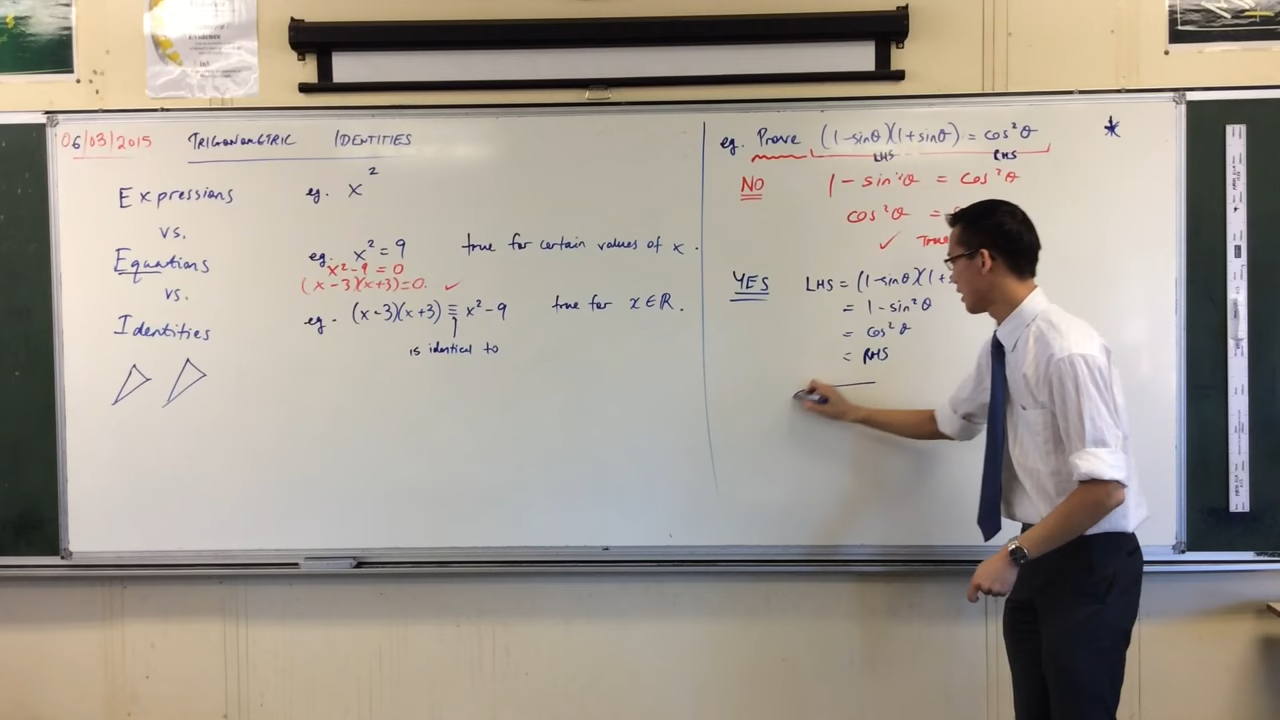 06/03/2015 TRIGONOMETRIC IDENTITIES
Expressions eg. x²
vs.
Equations eg. x² = 9 true for certain values of x.
x² - 9 = 0
(x-3)(x+3)=0. ✓
vs.
Identities eg. (x-3)(x+3) ≡ x²-9 true for x∈ℝ.
is identical to
eg. Prove (1-sinθ)(1+sinθ) = cos²θ *
LHS RHS
NO 1 - sin²θ = cos²θ
cos²θ =
✓ True
YES LHS = (1-sinθ)(1+s
= 1-sin²θ
= cos²θ
= RHS